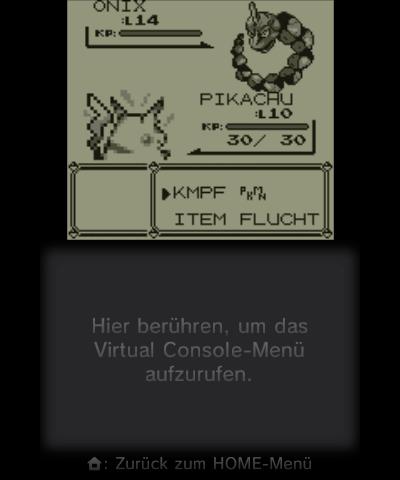 ONIX
:L14
KP:
PIKACHU
:L10
KP:
30/ 30
▶KMPF PKMN
ITEM FLUCHT
Hier berühren, um das
Virtual Console-Menü
aufzurufen.
: Zurück zum HOME-Menü